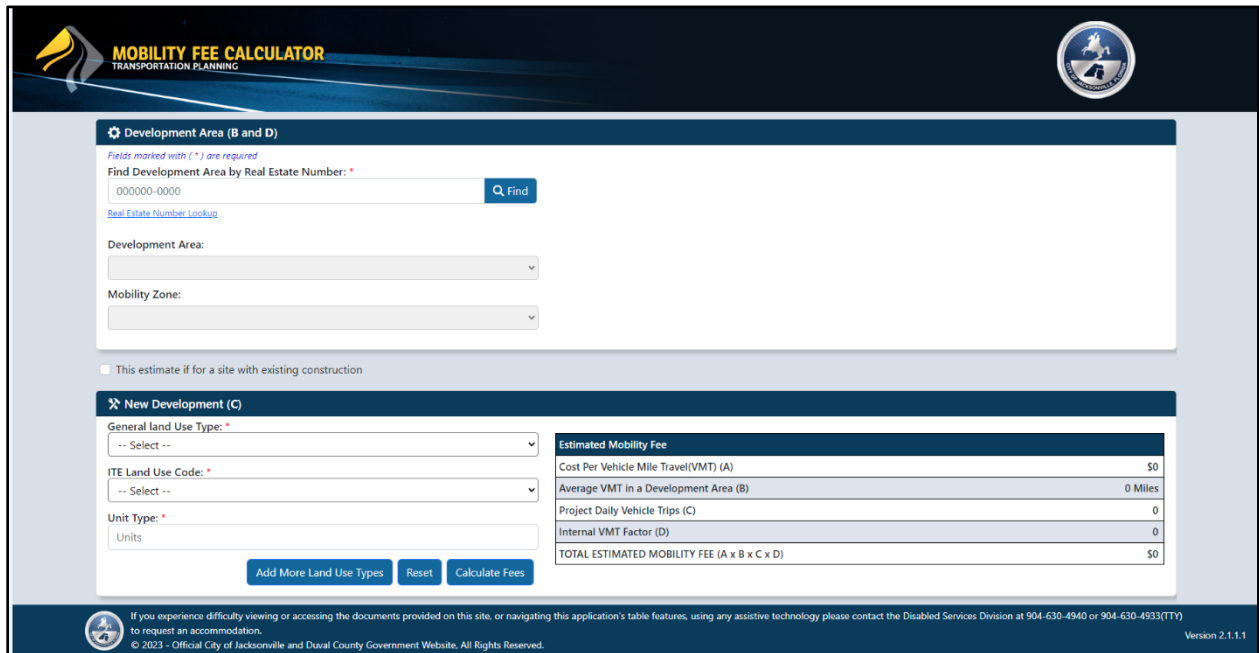 MOBILITY FEE CALCULATOR
TRANSPORTATION PLANNING
CITY OF JACKSONVILLE, FLORIDA
Development Area (B and D)
Fields marked with ( * ) are required
Find Development Area by Real Estate Number: *
000000-0000
Find
Real Estate Number Lookup
Development Area:
Mobility Zone:
This estimate if for a site with existing construction
New Development (C)
General land Use Type: *
-- Select --
ITE Land Use Code: *
-- Select --
Unit Type: *
Units
Add More Land Use Types Reset Calculate Fees
Estimated Mobility Fee
Cost Per Vehicle Mile Travel(VMT) (A) $0
Average VMT in a Development Area (B) 0 Miles
Project Daily Vehicle Trips (C) 0
Internal VMT Factor (D) 0
TOTAL ESTIMATED MOBILITY FEE (A x B x C x D) $0
If you experience difficulty viewing or accessing the documents provided on this site, or navigating this application's table features, using any assistive technology please contact the Disabled Services Division at 904-630-4940 or 904-630-4933(TTY)
to request an accommodation.
© 2023 - Official City of Jacksonville and Duval County Government Website, All Rights Reserved.
Version 2.1.1.1